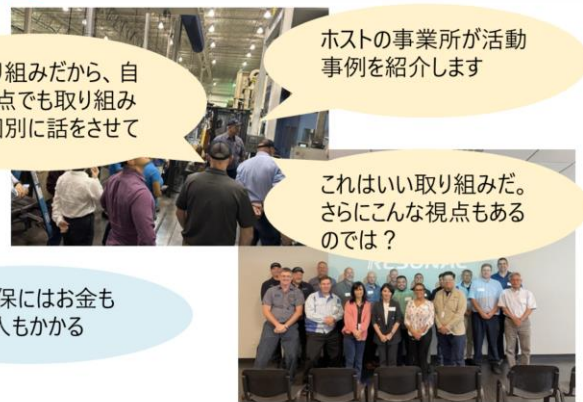 り組みだから、自
点でも取り組み
別に話をさせて
ホストの事業所が活動
事例を紹介します
これはいい取り組みだ。
さらにこんな視点もある
のでは？
保にはお金も
人もかかる